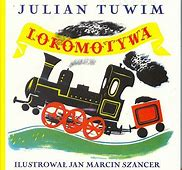 JULIAN TUWIM
LOKOMOTYWA
ILUSTROWAŁ JAN MARCIN SZANCER